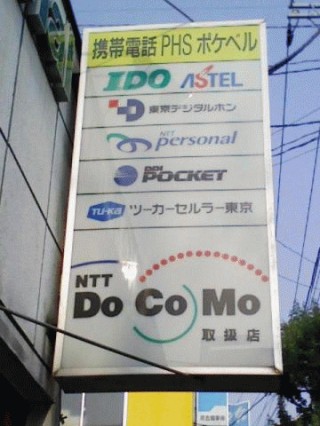 携帯電話 PHS ポケベル
IDO ASTEL
東京デジタルホン
NTT
personal
DDI
POCKET
TU-KA ツーカーセルラー東京
NTT
DoCoMo
取扱店